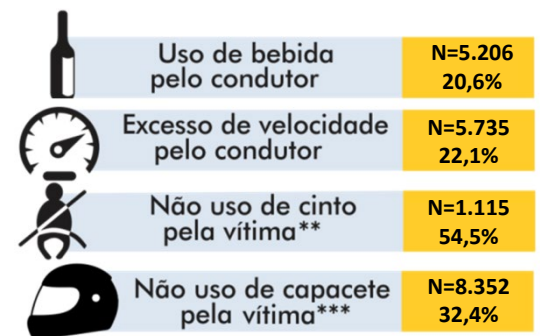 Uso de bebida
pelo condutor
N=5.206
20,6%
Excesso de velocidade
pelo condutor
N=5.735
22,1%
Não uso de cinto
pela vítima**
N=1.115
54,5%
Não uso de capacete
pela vítima***
N=8.352
32,4%